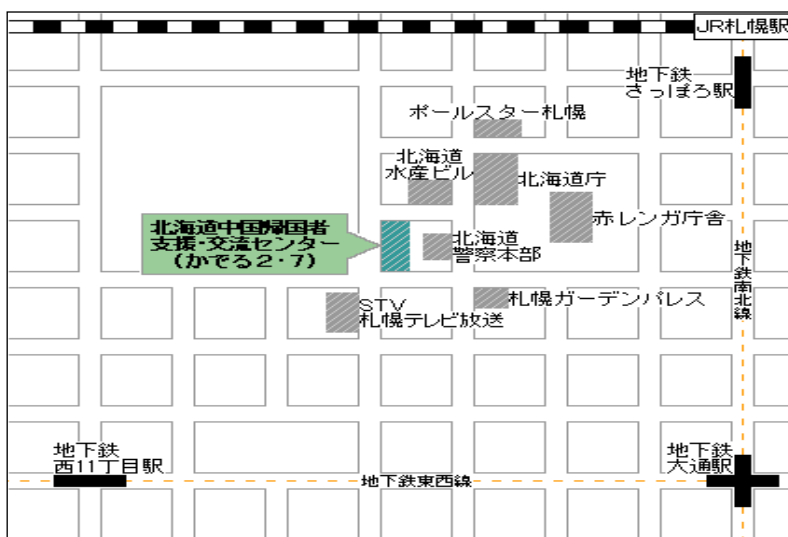 JR札幌駅
地下鉄
さっぽろ駅
ポールスター札幌
北海道
水産ビル
北海道庁
赤レンガ庁舎
北海道中国帰国者
支援・交流センター
(かでる2・7)
北海道
警察本部
地下鉄南北線
札幌ガーデンパレス
STV
札幌テレビ放送
地下鉄
西11丁目駅
地下鉄
大通駅
地下鉄東西線